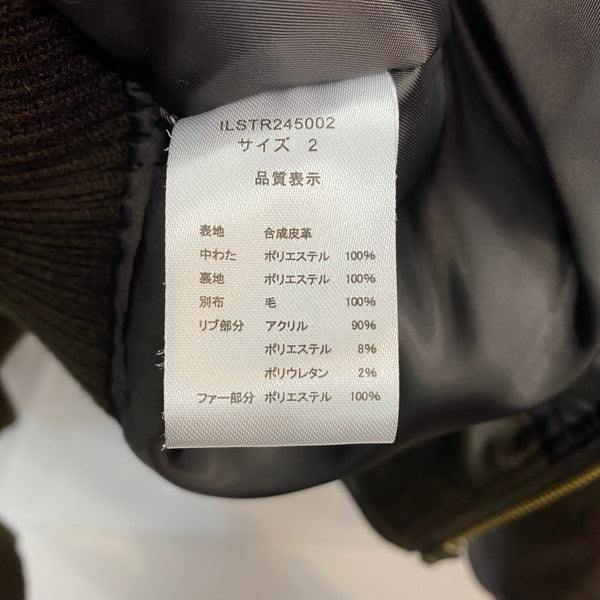 ILSTR245002
サイズ 2
品質表示
表地 合成皮革
中わた ポリエステル 100%
裏地 ポリエステル 100%
別布 毛 100%
リブ部分 アクリル 90%
ポリエステル 8%
ポリウレタン 2%
ファー部分 ポリエステル 100%